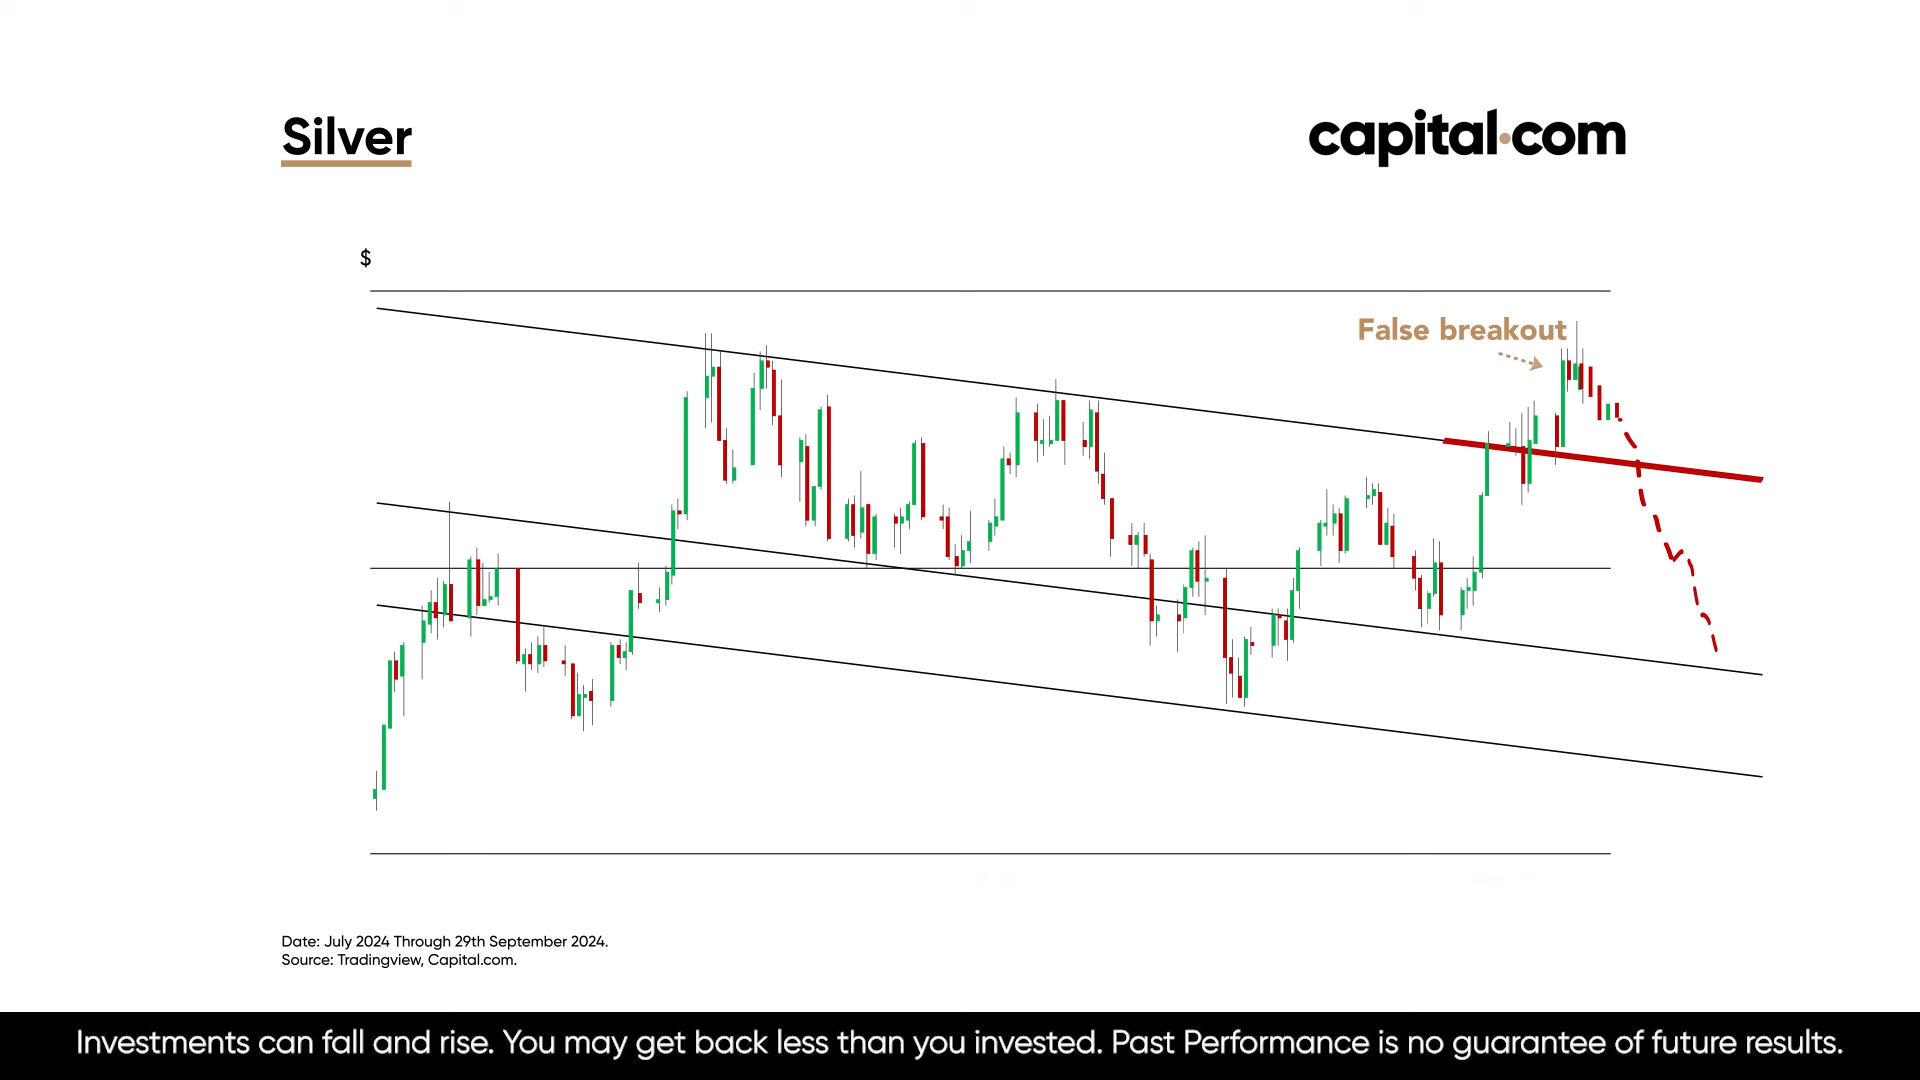 Silver
capital.com
$
False breakout
Date: July 2024 Through 29th September 2024.
Source: Tradingview, Capital.com.
Investments can fall and rise. You may get back less than you invested. Past Performance is no guarantee of future results.